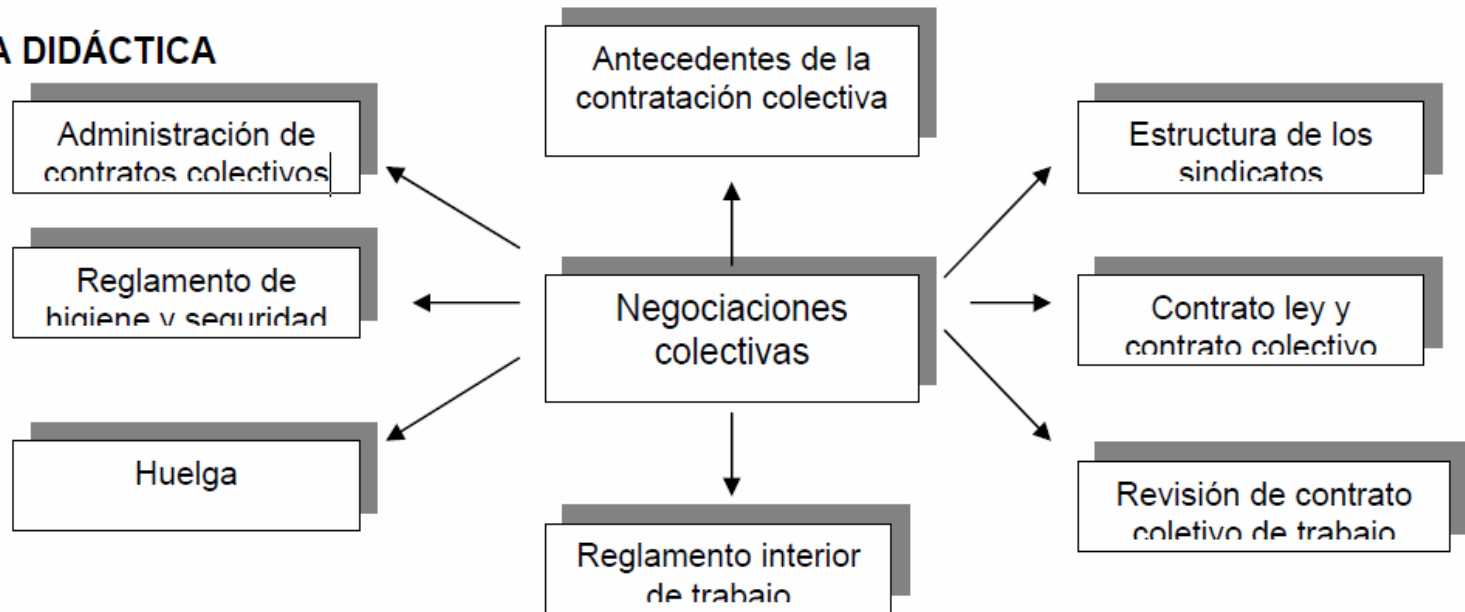 A DIDÁCTICA
Antecedentes de la
contratación colectiva
Administración de
contratos colectivos
Estructura de los
sindicatos
Reglamento de
higiene y seguridad
Negociaciones
colectivas
Contrato ley y
contrato colectivo
Huelga
Revisión de contrato
coletivo de trabajo
Reglamento interior
de trabajo